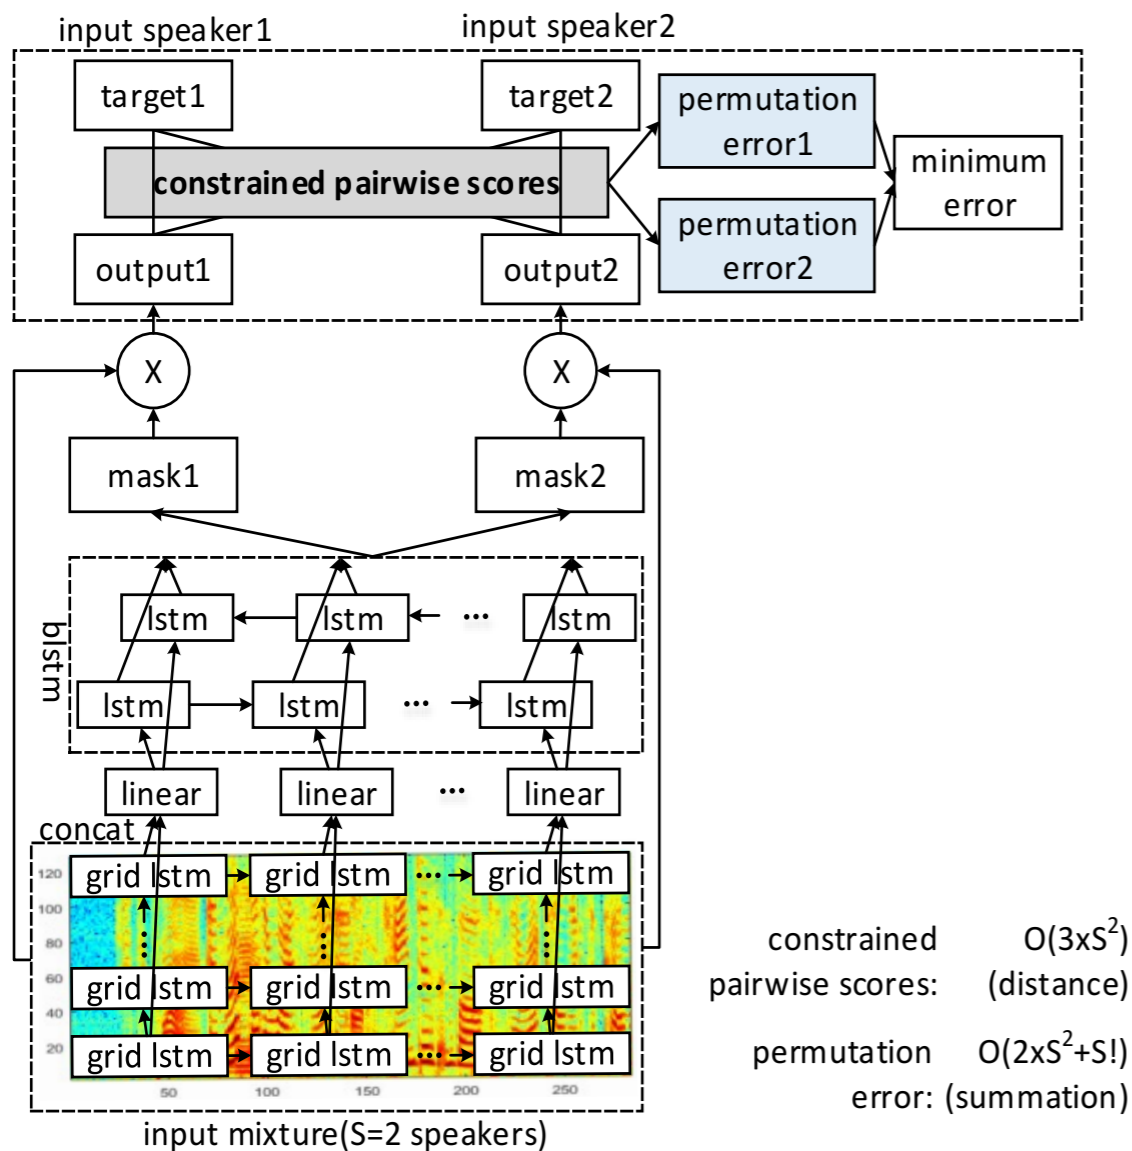 input speaker1
input speaker2
target1
target2
permutation
error1
minimum
error
constrained pairwise scores
permutation
error2
output1
output2
X
X
mask1
mask2
blstm
lstm
lstm
...
lstm
lstm
lstm
...
lstm
linear
linear
...
linear
concat
120
100
80
60
40
20
grid lstm
grid lstm
...
grid lstm
grid lstm
grid lstm
...
grid lstm
grid lstm
grid lstm
...
grid lstm
50
100
150
200
250
input mixture(S=2 speakers)
constrained O(3xS²)
pairwise scores: (distance)
permutation O(2xS²+S!)
error: (summation)